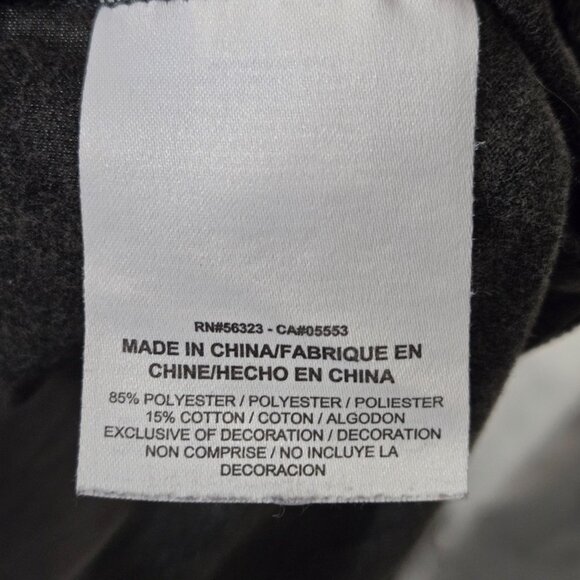 RN#56323 - CA#05553
MADE IN CHINA/FABRIQUE EN
CHINE/HECHO EN CHINA
85% POLYESTER / POLYESTER / POLIESTER
15% COTTON / COTON / ALGODON
EXCLUSIVE OF DECORATION / DECORATION
NON COMPRISE / NO INCLUYE LA
DECORACION